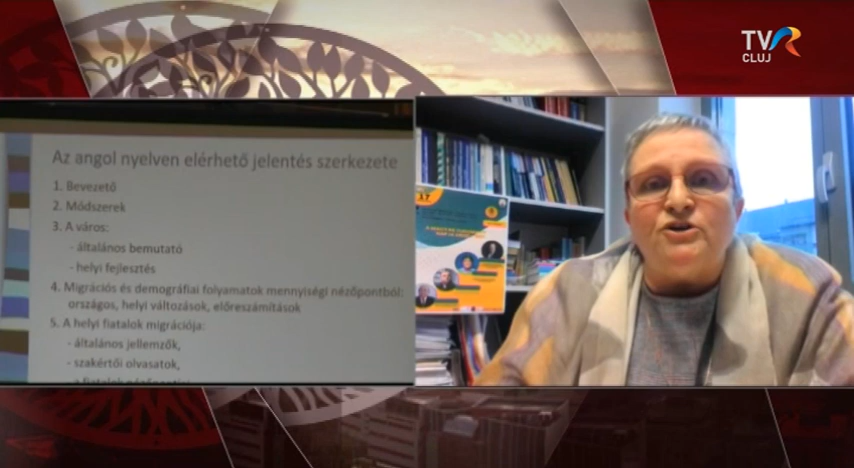 TVR
CLUJ
Az angol nyelven elérhető jelentés szerkezete
1. Bevezető
2. Módszerek
3. A város:
- általános bemutató
- helyi fejlesztés
4. Migrációs és demográfiai folyamatok mennyiségi nézőpontból:
országos, helyi változások, előreszámítások
5. A helyi fiatalok migrációja:
- általános jellemzők,
- szakértői olvasatok,
17